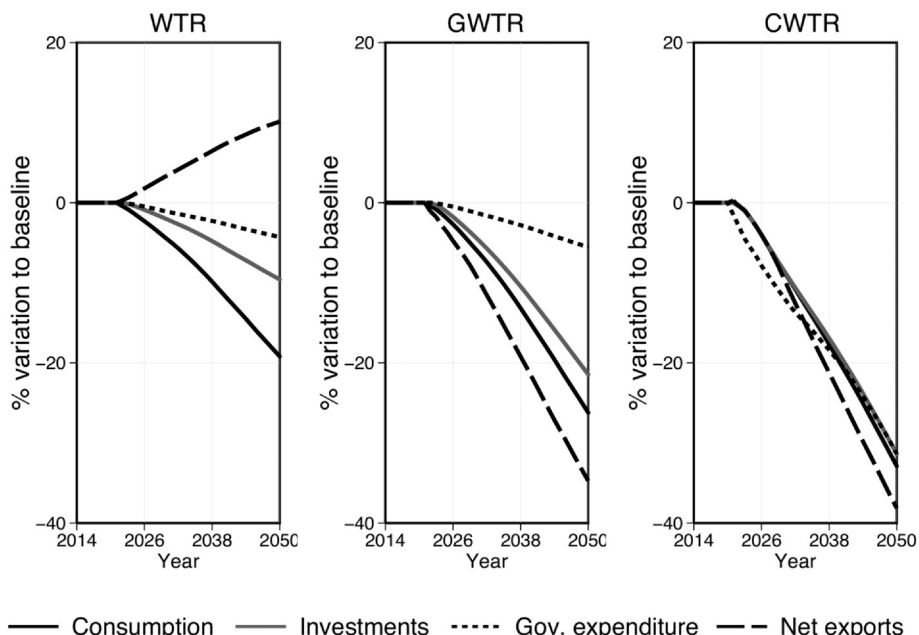 WTR GWTR CWTR
20 20 20
0 0 0
−20 −20 −20
−40 −40 −40
% variation to baseline % variation to baseline % variation to baseline
2014 2026 2038 2050 2014 2026 2038 2050 2014 2026 2038 2050
Year Year Year
Consumption Investments Gov. expenditure Net exports